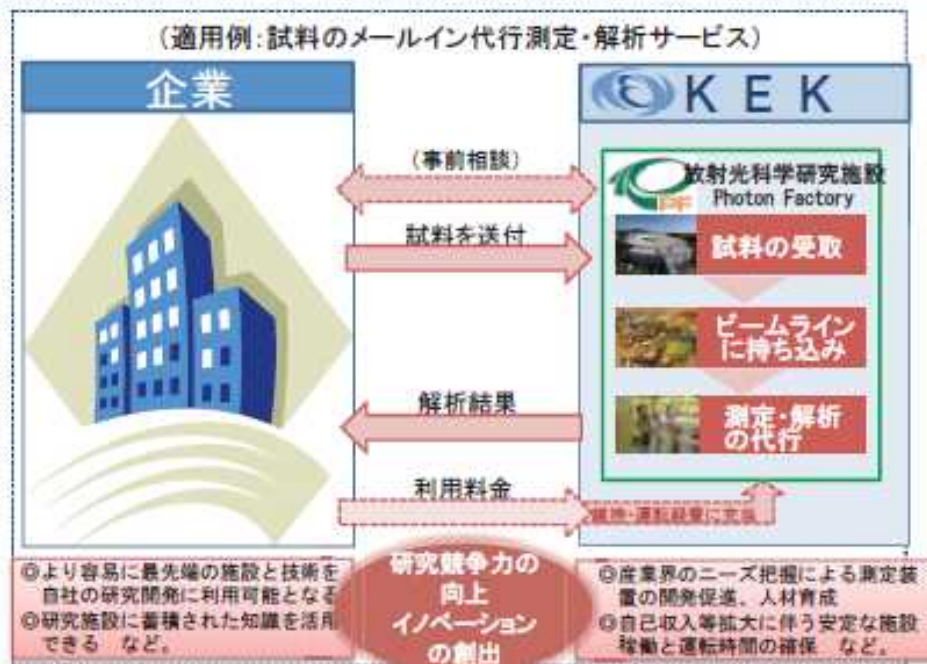 （適用例：試料のメールイン代行測定・解析サービス）
企業
KEK
（事前相談）
放射光科学研究施設
PF
Photon Factory
試料を送付
試料の受取
ビームライン
に持ち込み
解析結果
測定・解析
の代行
利用料金
維持・運転経費に充当
◎より容易に最先端の施設と技術を
自社の研究開発に利用可能となる
◎研究施設に蓄積された知識を活用
できる　など。
研究競争力の
向上
イノベーション
の創出
◎産業界のニーズ把握による測定装
置の開発促進、人材育成
◎自己収入等拡大に伴う安定な施設
稼働と運転時間の確保　など。